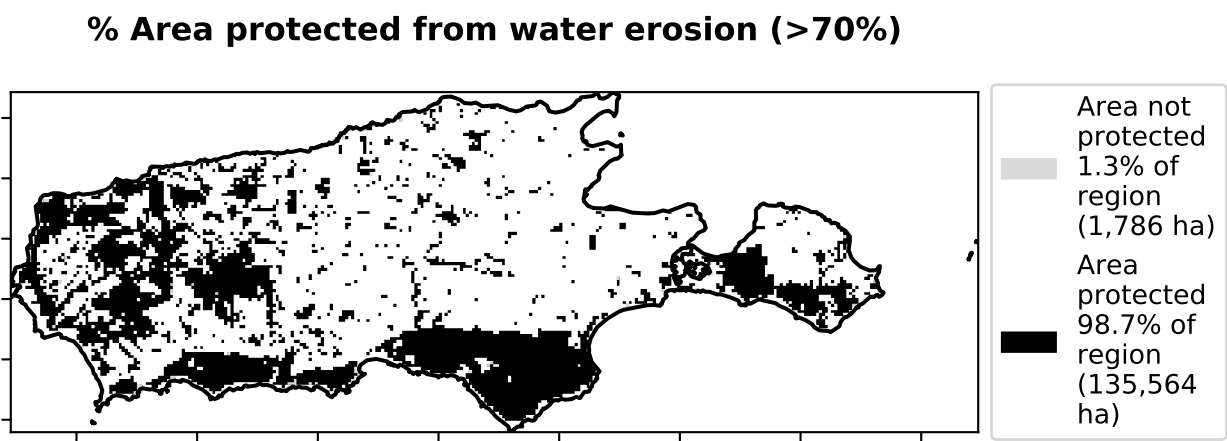 % Area protected from water erosion (>70%)
Area not
protected
1.3% of
region
(1,786 ha)
Area
protected
98.7% of
region
(135,564
ha)